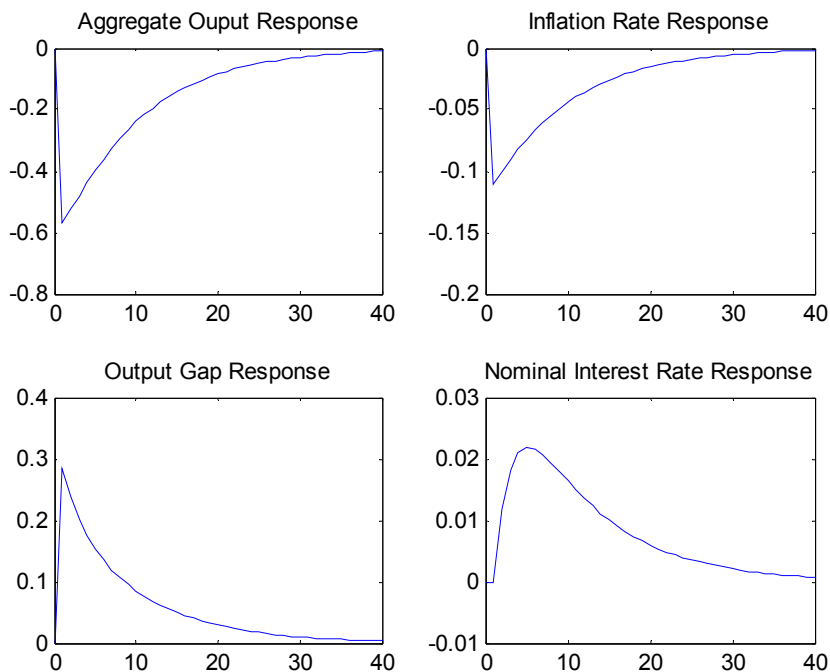 Aggregate Ouput Response
0
-0.2
-0.4
-0.6
-0.8
0 10 20 30 40
Inflation Rate Response
0
-0.05
-0.1
-0.15
-0.2
0 10 20 30 40
Output Gap Response
0.4
0.3
0.2
0.1
0
0 10 20 30 40
Nominal Interest Rate Response
0.03
0.02
0.01
0
-0.01
0 10 20 30 40